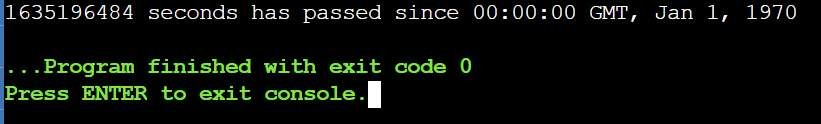 1635196484 seconds has passed since 00:00:00 GMT, Jan 1, 1970
...Program finished with exit code 0
Press ENTER to exit console.